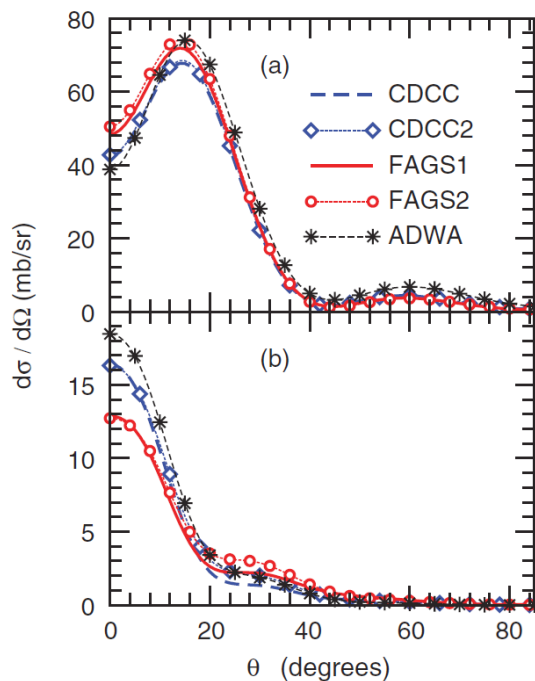 80
60
40
20
0
(a)
CDCC
CDCC2
FAGS1
FAGS2
ADWA
dσ / dΩ (mb/sr)
15
10
5
0
(b)
0 20 40 60 80
θ (degrees)